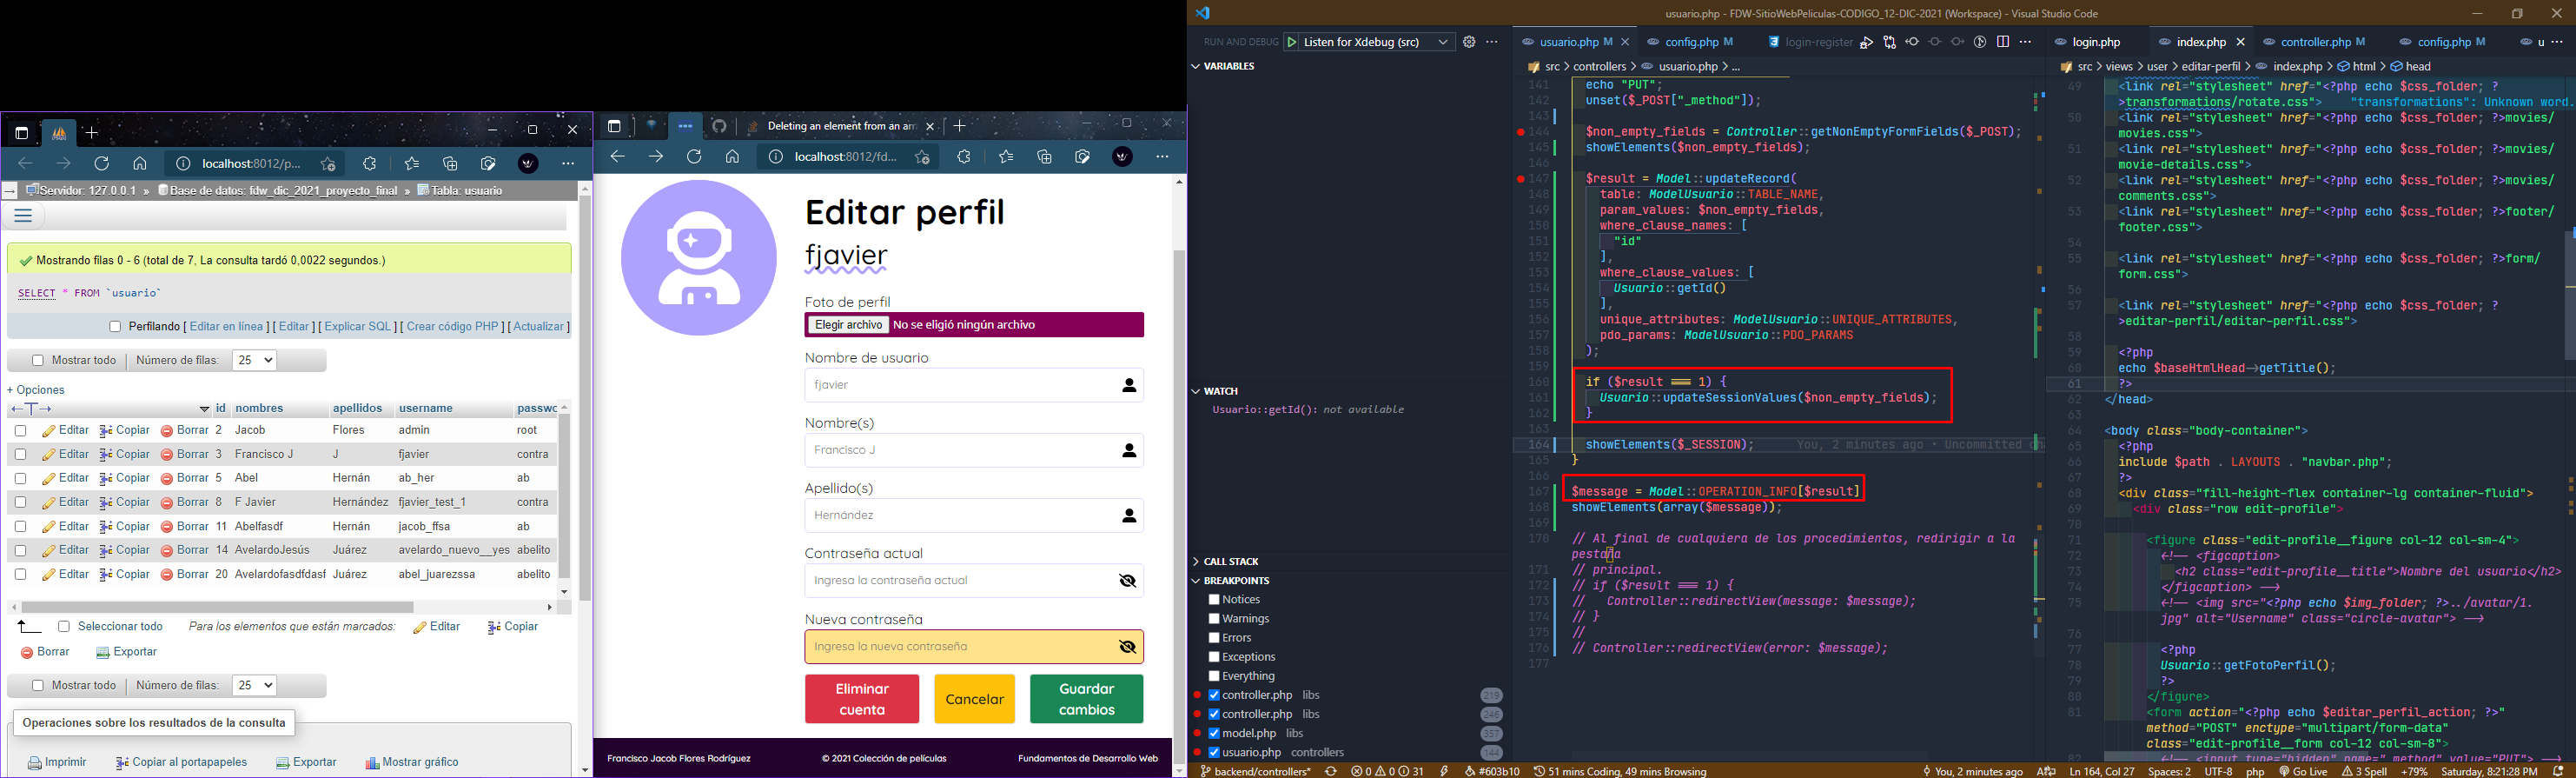 usuario.php - FDW-SitioWebPeliculas-CODIGO_12-DIC-2021 (Workspace) - Visual Studio Code
localhost:8012/p...
Servidor: 127.0.0.1 » Base de datos: fdw_dic_2021_proyecto_final » Tabla: usuario
Mostrando filas 0 - 6 (total de 7, La consulta tardó 0,0022 segundos.)
SELECT * FROM `usuario`
Perfilando [ Editar en línea ] [ Editar ] [ Explicar SQL ] [ Crear código PHP ] [ Actualizar ]
Mostrar todo Número de filas: 25
+ Opciones
id nombres apellidos username passwo
Editar Copiar Borrar 2 Jacob Flores admin root
Editar Copiar Borrar 3 Francisco J J fjavier contra
Editar Copiar Borrar 5 Abel Hernán ab_her ab
Editar Copiar Borrar 8 F Javier Hernández fjavier_test_1 contra
Editar Copiar Borrar 11 Abelfasdf Hernán jacob_ffsa ab
Editar Copiar Borrar 14 AvelardoJesús Juárez avelardo_nuevo__yes abelito
Editar Copiar Borrar 20 Avelardofasdfdasf Juárez abel_juarezssa abelito
Seleccionar todo Para los elementos que están marcados: Editar Copiar
Borrar Exportar
Mostrar todo Número de filas: 25
Operaciones sobre los resultados de la consulta
Imprimir Copiar al portapapeles Exportar Mostrar gráfico
Deleting an element from an arr
localhost:8012/fd...
Editar perfil
fjavier
Foto de perfil
Elegir archivo No se eligió ningún archivo
Nombre de usuario
fjavier
Nombre(s)
Francisco J
Apellido(s)
Hernández
Contraseña actual
Ingresa la contraseña actual
Nueva contraseña
Ingresa la nueva contraseña
Eliminar cuenta
Cancelar
Guardar cambios
Francisco Jacob Flores Rodríguez © 2021 Colección de películas Fundamentos de Desarrollo Web
RUN AND DEBUG Listen for Xdebug (src)
VARIABLES
WATCH
Usuario::getId(): not available
CALL STACK
BREAKPOINTS
Notices
Warnings
Errors
Exceptions
Everything
controller.php libs 219
controller.php libs 246
model.php libs 357
usuario.php controllers 144
usuario.php M config.php M login-register
src > controllers > usuario.php > ...
141 echo "PUT";
142 unset($_POST["_method"]);
143
144 $non_empty_fields = Controller::getNonEmptyFormFields($_POST);
145 showElements($non_empty_fields);
146
147 $result = Model::updateRecord(
148 table: ModelUsuario::TABLE_NAME,
149 param_values: $non_empty_fields,
150 where_clause_names: [
151 "id"
152 ],
153 where_clause_values: [
154 Usuario::getId()
155 ],
156 unique_attributes: ModelUsuario::UNIQUE_ATTRIBUTES,
157 pdo_params: ModelUsuario::PDO_PARAMS
158 );
159
160 if ($result === 1) {
161 Usuario::updateSessionValues($non_empty_fields);
162 }
163
164 showElements($_SESSION); You, 2 minutes ago • Uncommitted ch
165 }
166
167 $message = Model::OPERATION_INFO[$result]
168 showElements(array($message));
169
170 // Al final de cualquiera de los procedimientos, redirigir a la
pestaña
171 // principal.
172 // if ($result === 1) {
173 // Controller::redirectView(message: $message);
174 // }
175 //
176 // Controller::redirectView(error: $message);
177
login.php index.php controller.php M config.php M u
src > views > user > editar-perfil > index.php > html > head
49 <link rel="stylesheet" href="<?php echo $css_folder; ?
>transformations/rotate.css"> "transformations": Unknown word.
50 <link rel="stylesheet" href="<?php echo $css_folder; ?>movies/
movies.css">
51 <link rel="stylesheet" href="<?php echo $css_folder; ?>movies/
movie-details.css">
52 <link rel="stylesheet" href="<?php echo $css_folder; ?>movies/
comments.css">
53 <link rel="stylesheet" href="<?php echo $css_folder; ?>footer/
footer.css">
54
55 <link rel="stylesheet" href="<?php echo $css_folder; ?>form/
form.css">
56
57 <link rel="stylesheet" href="<?php echo $css_folder; ?
>editar-perfil/editar-perfil.css">
58
59 <?php
60 echo $baseHtmlHead->getTitle();
61 ?>
62 </head>
63
64 <body class="body-container">
65 <?php
66 include $path . LAYOUTS . "navbar.php";
67 ?>
68 <div class="fill-height-flex container-lg container-fluid">
69 <div class="row edit-profile">
70
71 <figure class="edit-profile__figure col-12 col-sm-4">
72 <!-- <figcaption>
73 <h2 class="edit-profile__title">Nombre del usuario</h2>
74 </figcaption> -->
75 <!-- <img src="<?php echo $img_folder; ?>../avatar/1.
jpg" alt="Username" class="circle-avatar"> -->
76
77 <?php
78 Usuario::getFotoPerfil();
79 ?>
80 </figure>
81 <form action="<?php echo $editar_perfil_action; ?>"
method="POST" enctype="multipart/form-data"
class="edit-profile__form col-12 col-sm-8">
82 <!-- <input type="hidden" name="_method" value="PUT"> -->
backend/controllers* 0 0 31 #603b10 51 mins Coding, 49 mins Browsing You, 2 minutes ago Ln 164, Col 27 Spaces: 2 UTF-8 php Go Live 3 Spell +79% Saturday, 8:21:28 PM